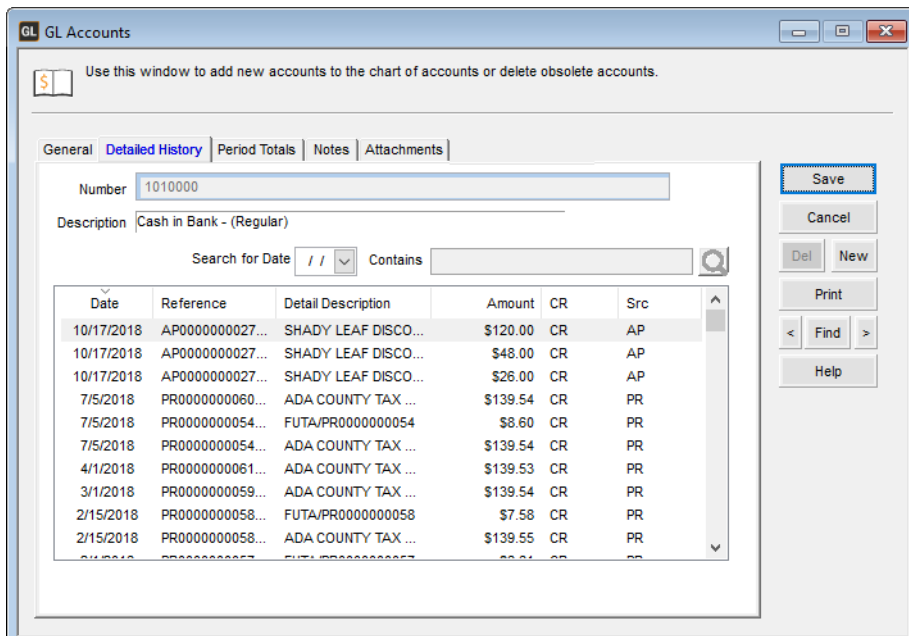 GL GL Accounts
Use this window to add new accounts to the chart of accounts or delete obsolete accounts.
General Detailed History Period Totals Notes Attachments
Number 1010000
Description Cash in Bank - (Regular)
Search for Date / / Contains
Date Reference Detail Description Amount CR Src
10/17/2018 AP0000000027... SHADY LEAF DISCO... $120.00 CR AP
10/17/2018 AP0000000027... SHADY LEAF DISCO... $48.00 CR AP
10/17/2018 AP0000000027... SHADY LEAF DISCO... $26.00 CR AP
7/5/2018 PR0000000060... ADA COUNTY TAX ... $139.54 CR PR
7/5/2018 PR0000000054... FUTA/PR0000000054 $8.60 CR PR
7/5/2018 PR0000000054... ADA COUNTY TAX ... $139.54 CR PR
4/1/2018 PR0000000061... ADA COUNTY TAX ... $139.53 CR PR
3/1/2018 PR0000000059... ADA COUNTY TAX ... $139.54 CR PR
2/15/2018 PR0000000058... FUTA/PR0000000058 $7.58 CR PR
2/15/2018 PR0000000058... ADA COUNTY TAX ... $139.55 CR PR
Save
Cancel
Del New
Print
< Find >
Help